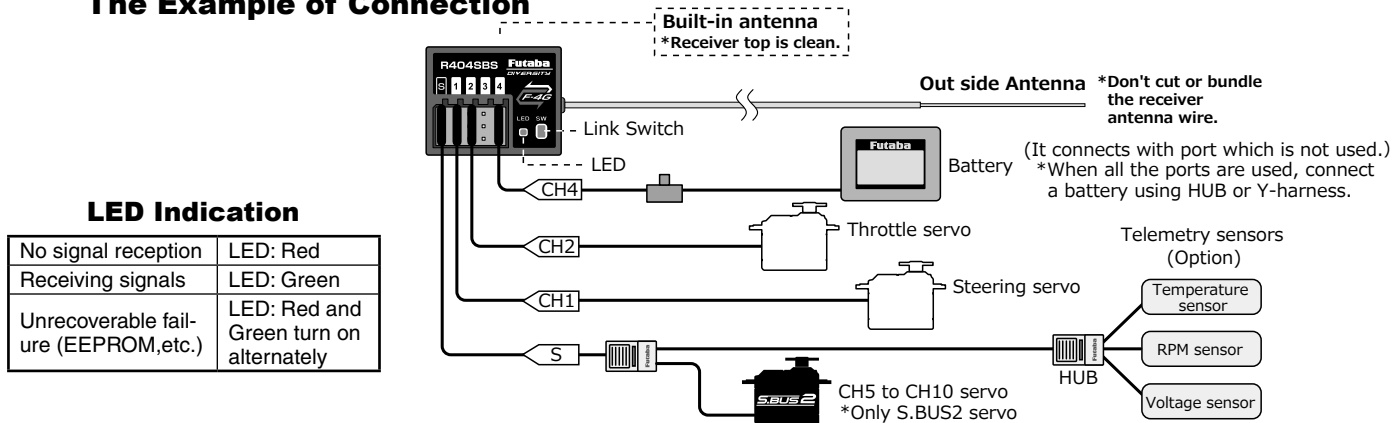 The Example of Connection
Built-in antenna
*Receiver top is clean.
R404SBS
Futaba
DIVERSITY
S 1 2 3 4
F-4G
LED SW
Out side Antenna
*Don't cut or bundle
the receiver
antenna wire.
Link Switch
LED
Futaba
Battery
(It connects with port which is not used.)
*When all the ports are used, connect
a battery using HUB or Y-harness.
CH4
LED Indication
No signal reception LED: Red
Receiving signals LED: Green
Unrecoverable fail-
ure (EEPROM,etc.)
LED: Red and
Green turn on
alternately
CH2
Throttle servo
CH1
Steering servo
Telemetry sensors
(Option)
Temperature
sensor
RPM sensor
Voltage sensor
S
Futaba
Futaba
HUB
S.BUS2
CH5 to CH10 servo
*Only S.BUS2 servo